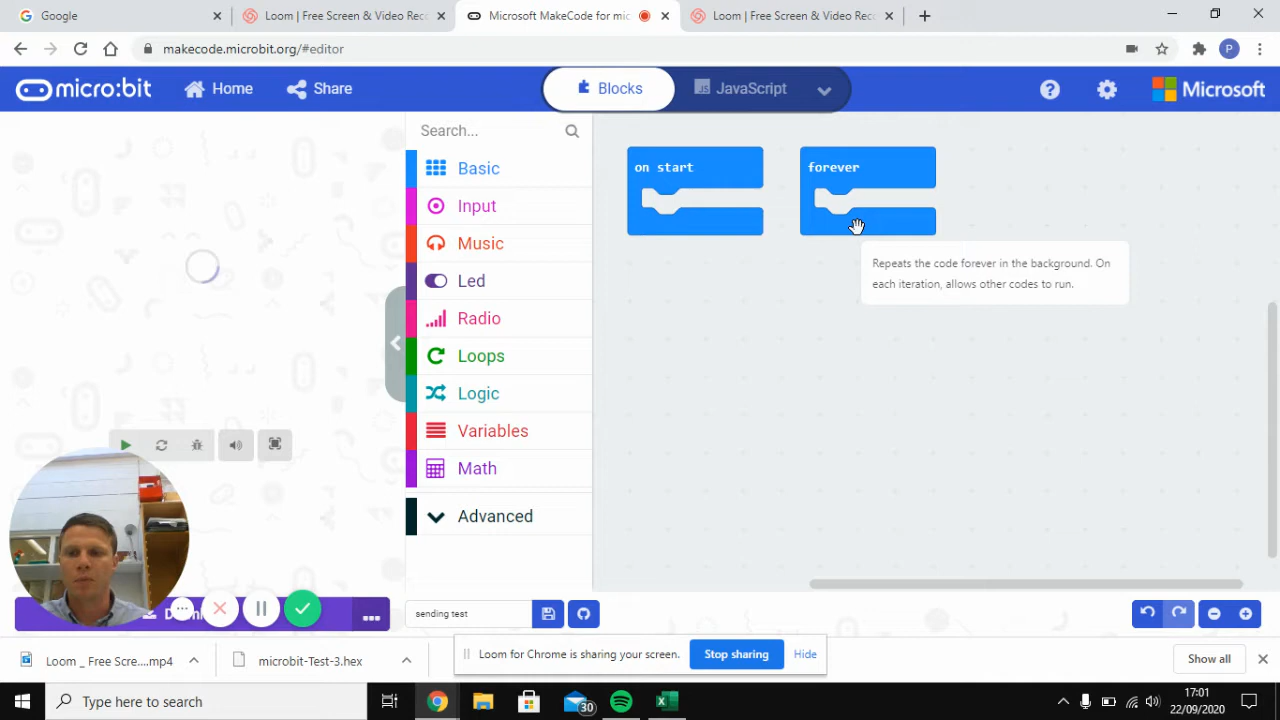 Google
Loom | Free Screen & Video Rec
Microsoft MakeCode for mic
Loom | Free Screen & Video Rec
makecode.microbit.org/#editor
P
micro:bit
Home
Share
Blocks
JS
JavaScript
Microsoft
Search...
Basic
Input
Music
Led
Radio
Loops
Logic
Variables
Math
Advanced
on start
forever
Repeats the code forever in the background. On
each iteration, allows other codes to run.
sending test
Loom _ Free Scre....mp4
microbit-Test-3.hex
Loom for Chrome is sharing your screen.
Stop sharing
Hide
Show all
Type here to search
30
17:01
22/09/2020